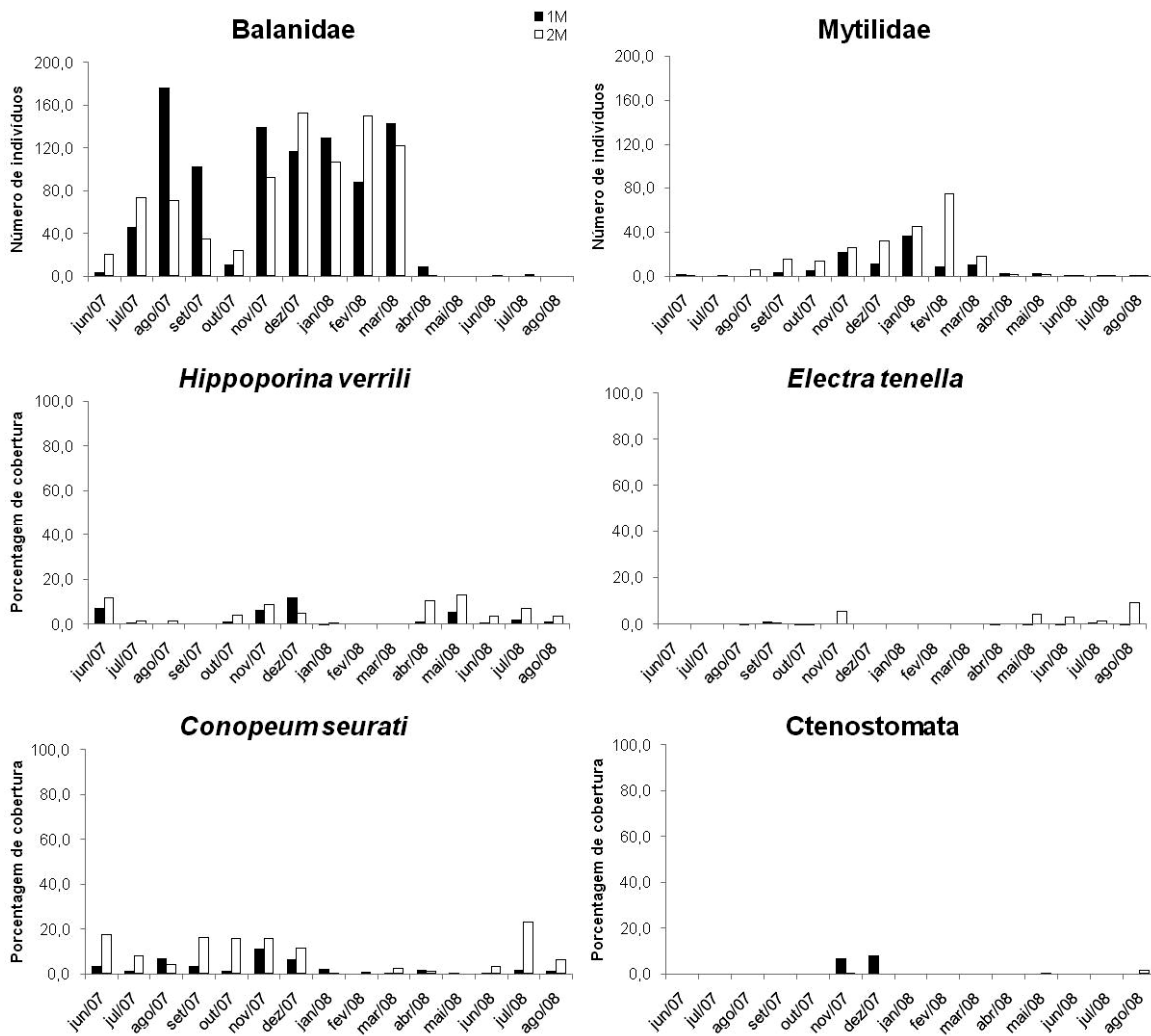 Balanidae
1M
2M
Número de indivíduos
200,0
160,0
120,0
80,0
40,0
0,0
jun/07
jul/07
ago/07
set/07
out/07
nov/07
dez/07
jan/08
fev/08
mar/08
abr/08
mai/08
jun/08
jul/08
ago/08
Mytilidae
Número de indivíduos
200,0
160,0
120,0
80,0
40,0
0,0
jun/07
jul/07
ago/07
set/07
out/07
nov/07
dez/07
jan/08
fev/08
mar/08
abr/08
mai/08
jun/08
jul/08
ago/08
Hippoporina verrili
Porcentagem de cobertura
100,0
80,0
60,0
40,0
20,0
0,0
jun/07
jul/07
ago/07
set/07
out/07
nov/07
dez/07
jan/08
fev/08
mar/08
abr/08
mai/08
jun/08
jul/08
ago/08
Electra tenella
100,0
80,0
60,0
40,0
20,0
0,0
jun/07
jul/07
ago/07
set/07
out/07
nov/07
dez/07
jan/08
fev/08
mar/08
abr/08
mai/08
jun/08
jul/08
ago/08
Conopeum seurati
Porcentagem de cobertura
100,0
80,0
60,0
40,0
20,0
0,0
jun/07
jul/07
ago/07
set/07
out/07
nov/07
dez/07
jan/08
fev/08
mar/08
abr/08
mai/08
jun/08
jul/08
ago/08
Ctenostomata
Porcentagem de cobertura
100,0
80,0
60,0
40,0
20,0
0,0
jun/07
jul/07
ago/07
set/07
out/07
nov/07
dez/07
jan/08
fev/08
mar/08
abr/08
mai/08
jun/08
jul/08
ago/08